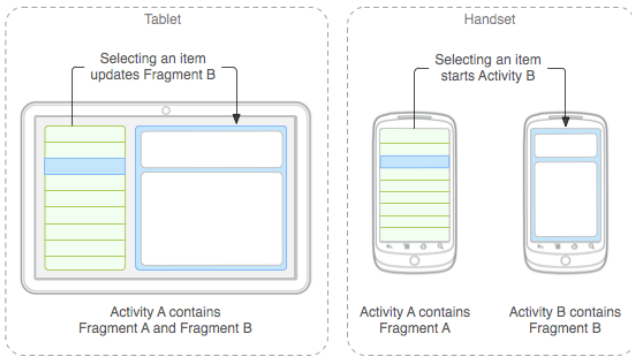 Tablet
Selecting an item
updates Fragment B
Activity A contains
Fragment A and Fragment B
Handset
Selecting an item
starts Activity B
Activity A contains
Fragment A
Activity B contains
Fragment B